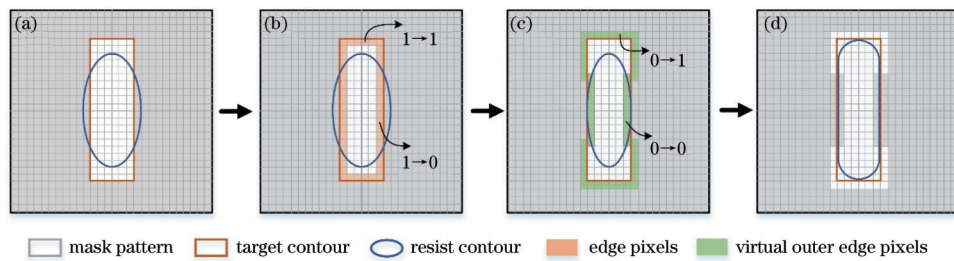 (a) (b) (c) (d)
1→1
0→1
1→0
0→0
mask pattern target contour resist contour edge pixels virtual outer edge pixels